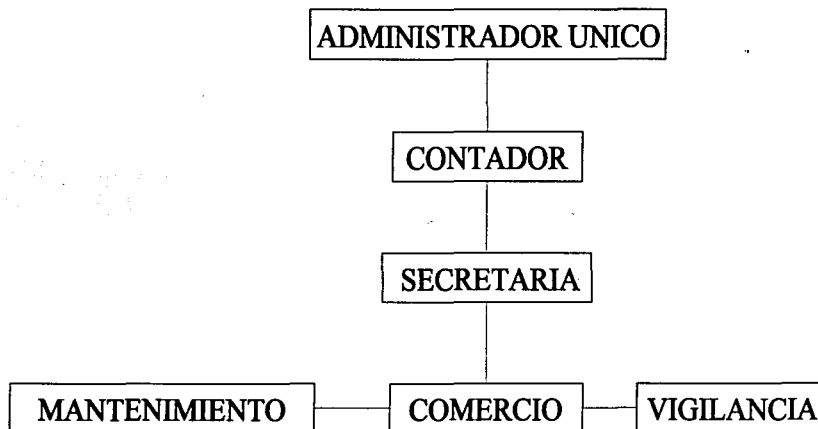 ADMINISTRADOR UNICO
CONTADOR
SECRETARIA
MANTENIMIENTO COMERCIO VIGILANCIA